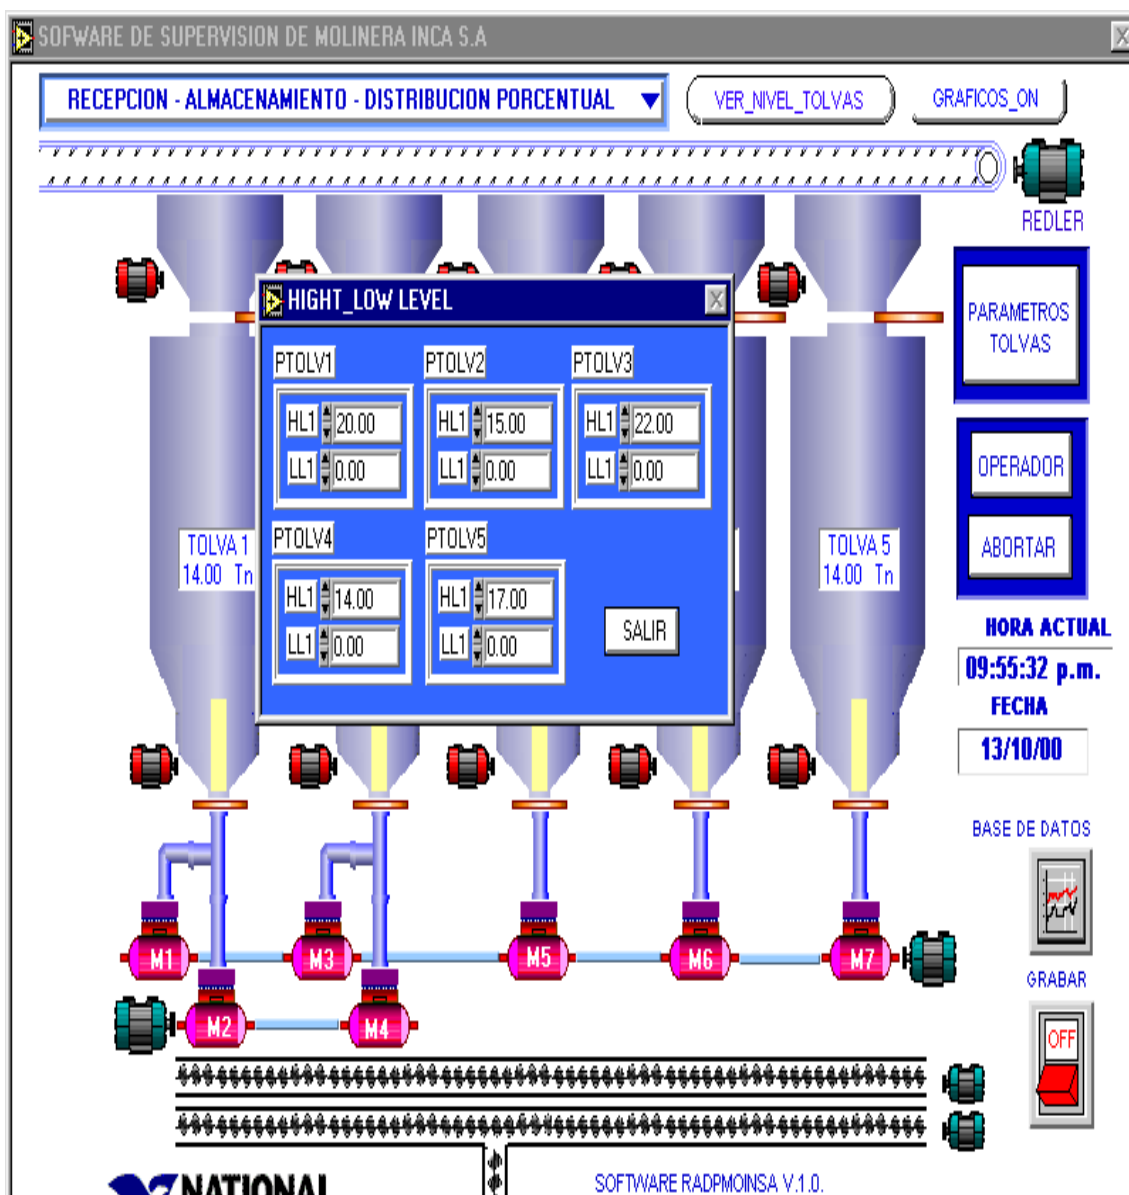 SOFWARE DE SUPERVISION DE MOLINERA INCA S.A
RECEPCION - ALMACENAMIENTO - DISTRIBUCION PORCENTUAL
VER_NIVEL_TOLVAS
GRAFICOS_ON
REDLER
HIGHT_LOW LEVEL
PTOLV1
HL1 20.00
LL1 0.00
PTOLV2
HL1 15.00
LL1 0.00
PTOLV3
HL1 22.00
LL1 0.00
PTOLV4
HL1 14.00
LL1 0.00
PTOLV5
HL1 17.00
LL1 0.00
SALIR
TOLVA 1
14.00 Tn
TOLVA 5
14.00 Tn
PARAMETROS
TOLVAS
OPERADOR
ABORTAR
HORA ACTUAL
09:55:32 p.m.
FECHA
13/10/00
BASE DE DATOS
GRABAR
OFF
M1
M3
M5
M6
M7
M2
M4
NATIONAL
SOFTWARE RADPMOINSA V.1.0.